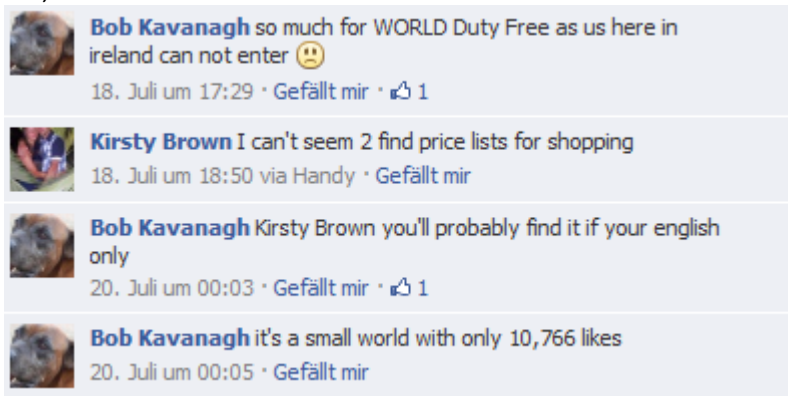 Bob Kavanagh so much for WORLD Duty Free as us here in
ireland can not enter
18. Juli um 17:29 · Gefällt mir · 1
Kirsty Brown I can't seem 2 find price lists for shopping
18. Juli um 18:50 via Handy · Gefällt mir
Bob Kavanagh Kirsty Brown you'll probably find it if your english
only
20. Juli um 00:03 · Gefällt mir · 1
Bob Kavanagh it's a small world with only 10,766 likes
20. Juli um 00:05 · Gefällt mir